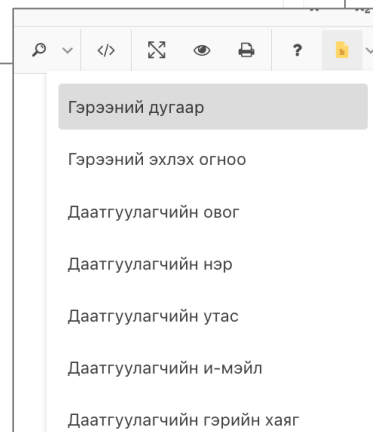 </>
?
Гэрээний дугаар
Гэрээний эхлэх огноо
Даатгуулагчийн овог
Даатгуулагчийн нэр
Даатгуулагчийн утас
Даатгуулагчийн и-мэйл
Даатгуулагчийн гэрийн хаяг